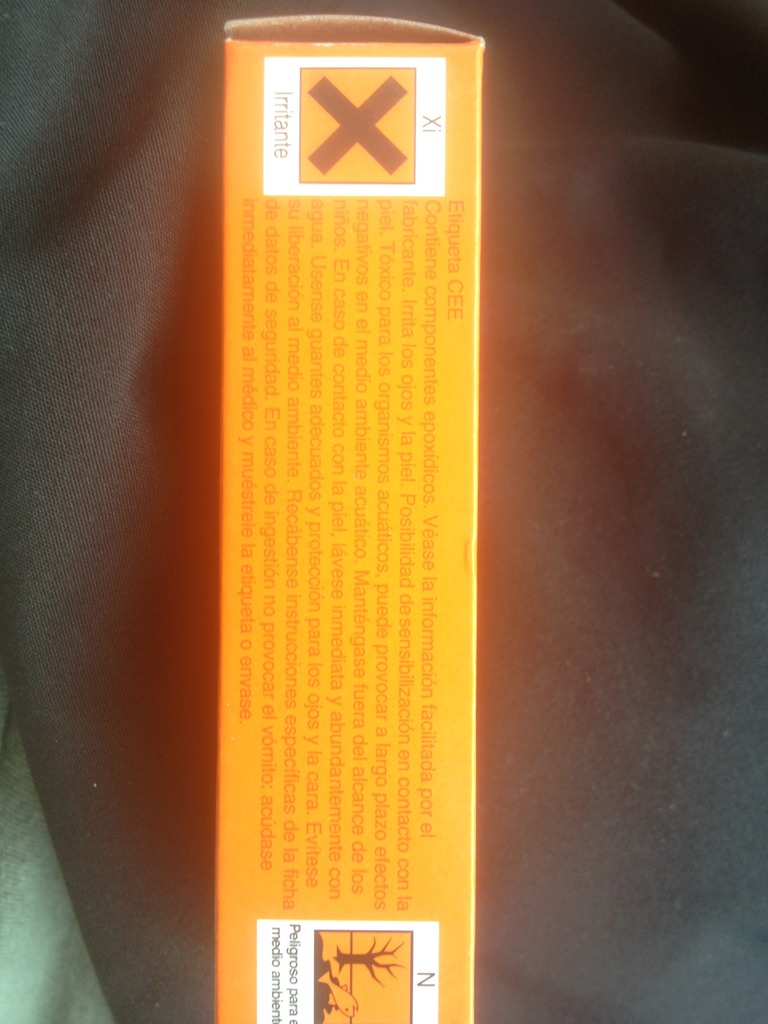 Xi
Irritante
Etiqueta CEE
Contiene componentes epoxídicos. Véase la información facilitada por el
fabricante. Irrita los ojos y la piel. Posibilidad de sensibilización en contacto con la
piel. Tóxico para los organismos acuáticos, puede provocar a largo plazo efectos
negativos en el medio ambiente acuático. Manténgase fuera del alcance de los
niños. En caso de contacto con la piel, lávese inmediata y abundantemente con
agua. Usense guantes adecuados y protección para los ojos y la cara. Evítese
su liberación al medio ambiente. Recábense instrucciones específicas de la ficha
de datos de seguridad. En caso de ingestión no provocar el vómito; acúdase
inmediatamente al médico y muéstrele la etiqueta o envase.
N
Peligroso para e
medio ambient